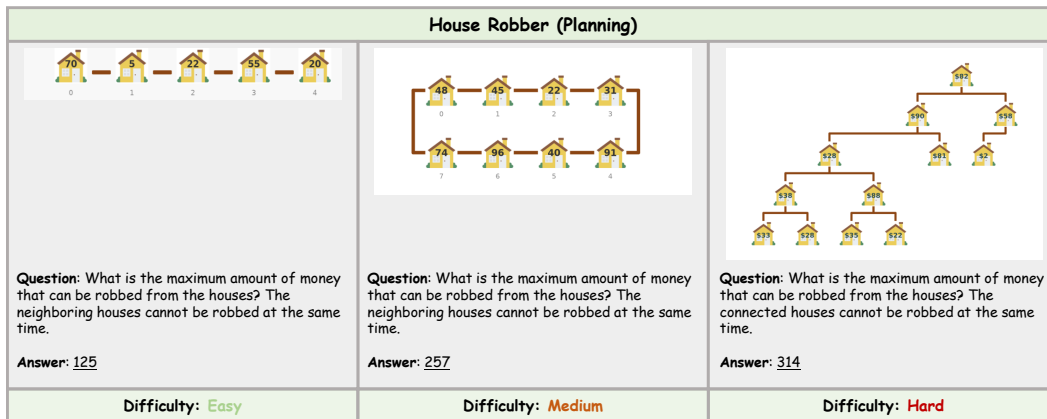 House Robber (Planning)
70 5 22 55 20
0 1 2 3 4
Question: What is the maximum amount of money
that can be robbed from the houses? The
neighboring houses cannot be robbed at the same
time.
Answer: 125
Difficulty: Easy
48 45 22 31
0 1 2 3
74 96 40 91
7 6 5 4
Question: What is the maximum amount of money
that can be robbed from the houses? The
neighboring houses cannot be robbed at the same
time.
Answer: 257
Difficulty: Medium
$82
$90 $58
$28 $81 $2
$38 $88
$33 $28 $35 $22
Question: What is the maximum amount of money
that can be robbed from the houses? The
connected houses cannot be robbed at the same
time.
Answer: 314
Difficulty: Hard